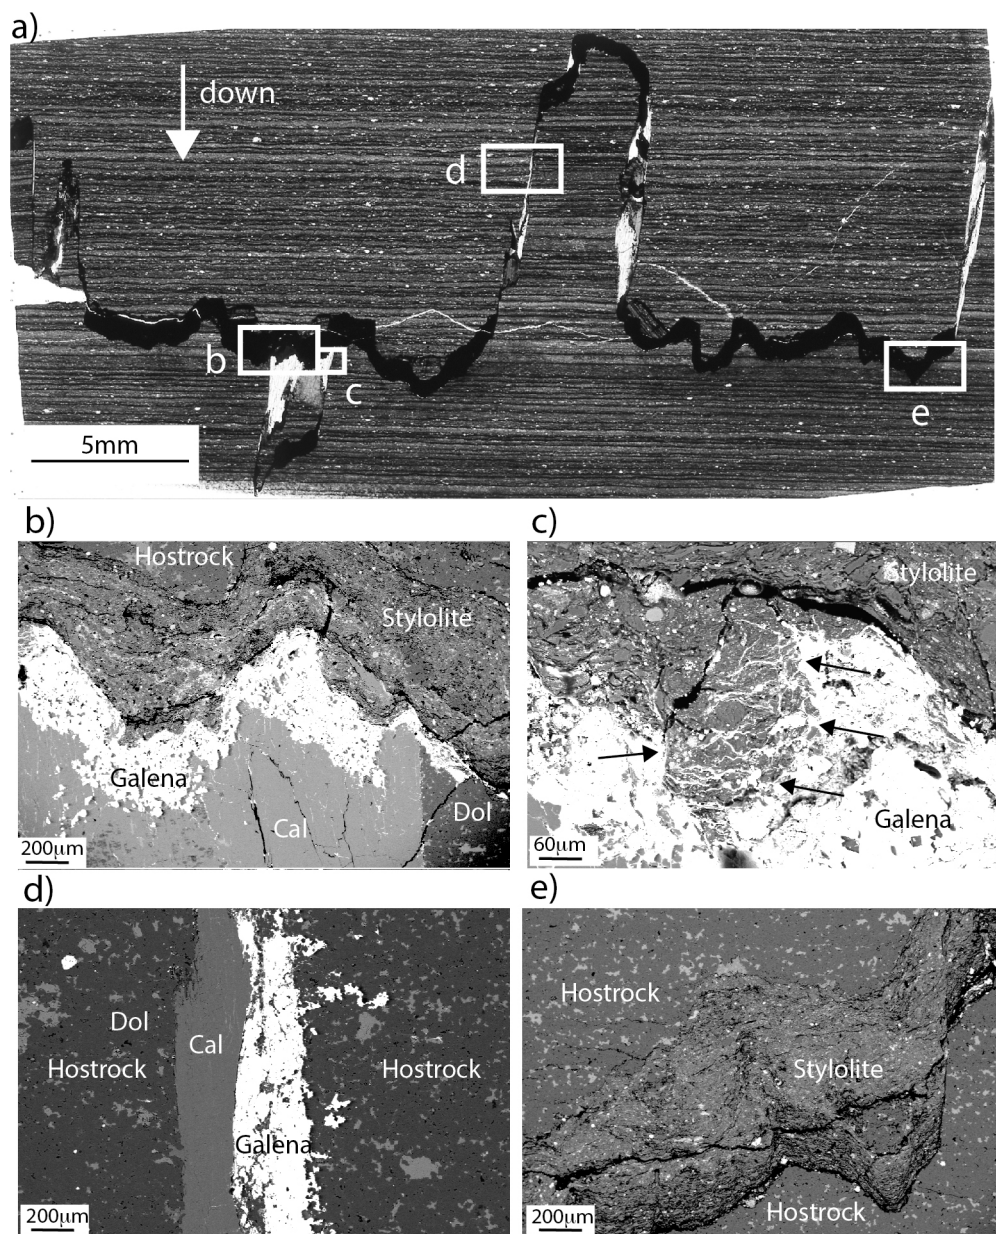 a)
down
d
b
c
e
5mm
b)
Hostrock
Stylolite
Galena
Cal
Dol
200µm
c)
Stylolite
Galena
60µm
d)
Dol
Cal
Hostrock
Hostrock
Galena
200µm
e)
Hostrock
Stylolite
Hostrock
200µm